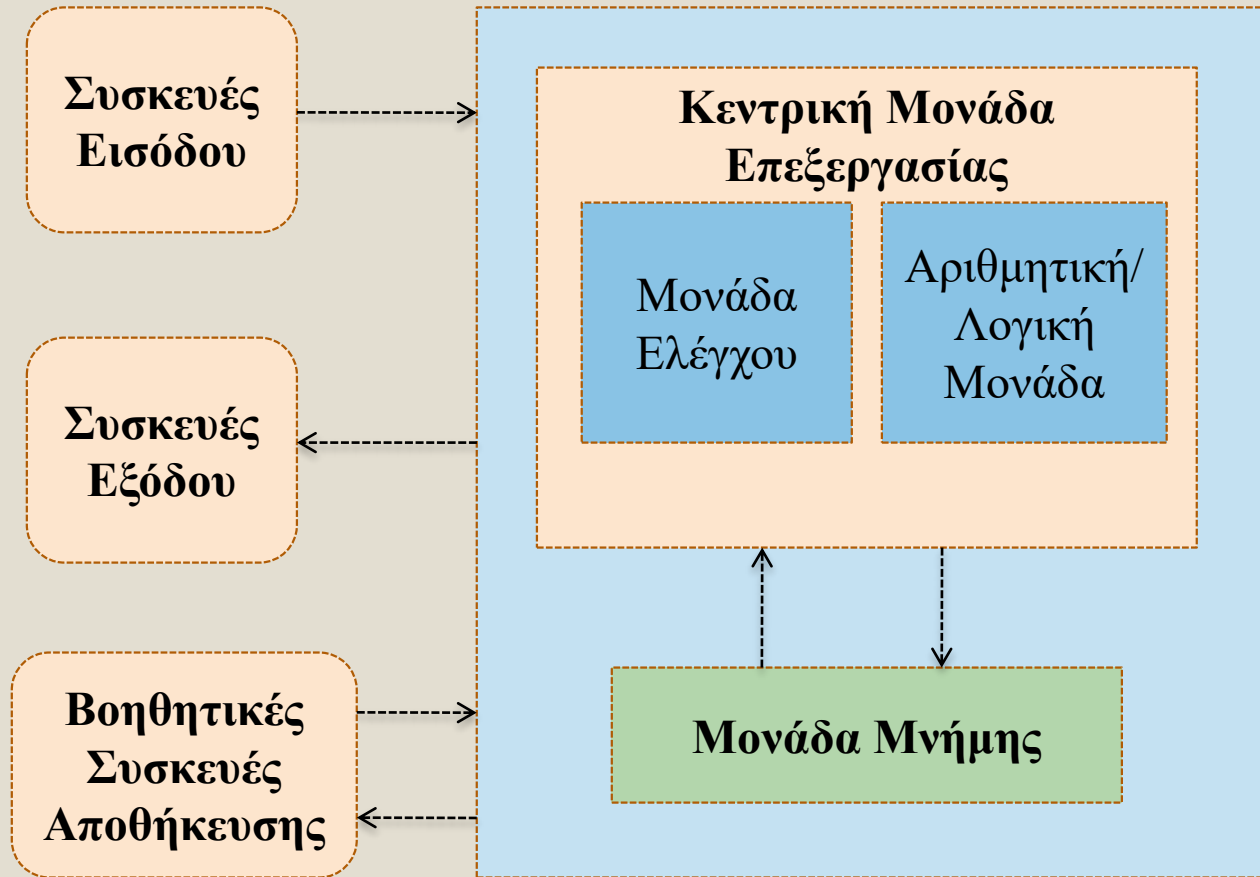 Συσκευές
Εισόδου
Κεντρική Μονάδα
Επεξεργασίας
Μονάδα
Ελέγχου
Αριθμητική/
Λογική
Μονάδα
Συσκευές
Εξόδου
Βοηθητικές
Συσκευές
Αποθήκευσης
Μονάδα Μνήμης